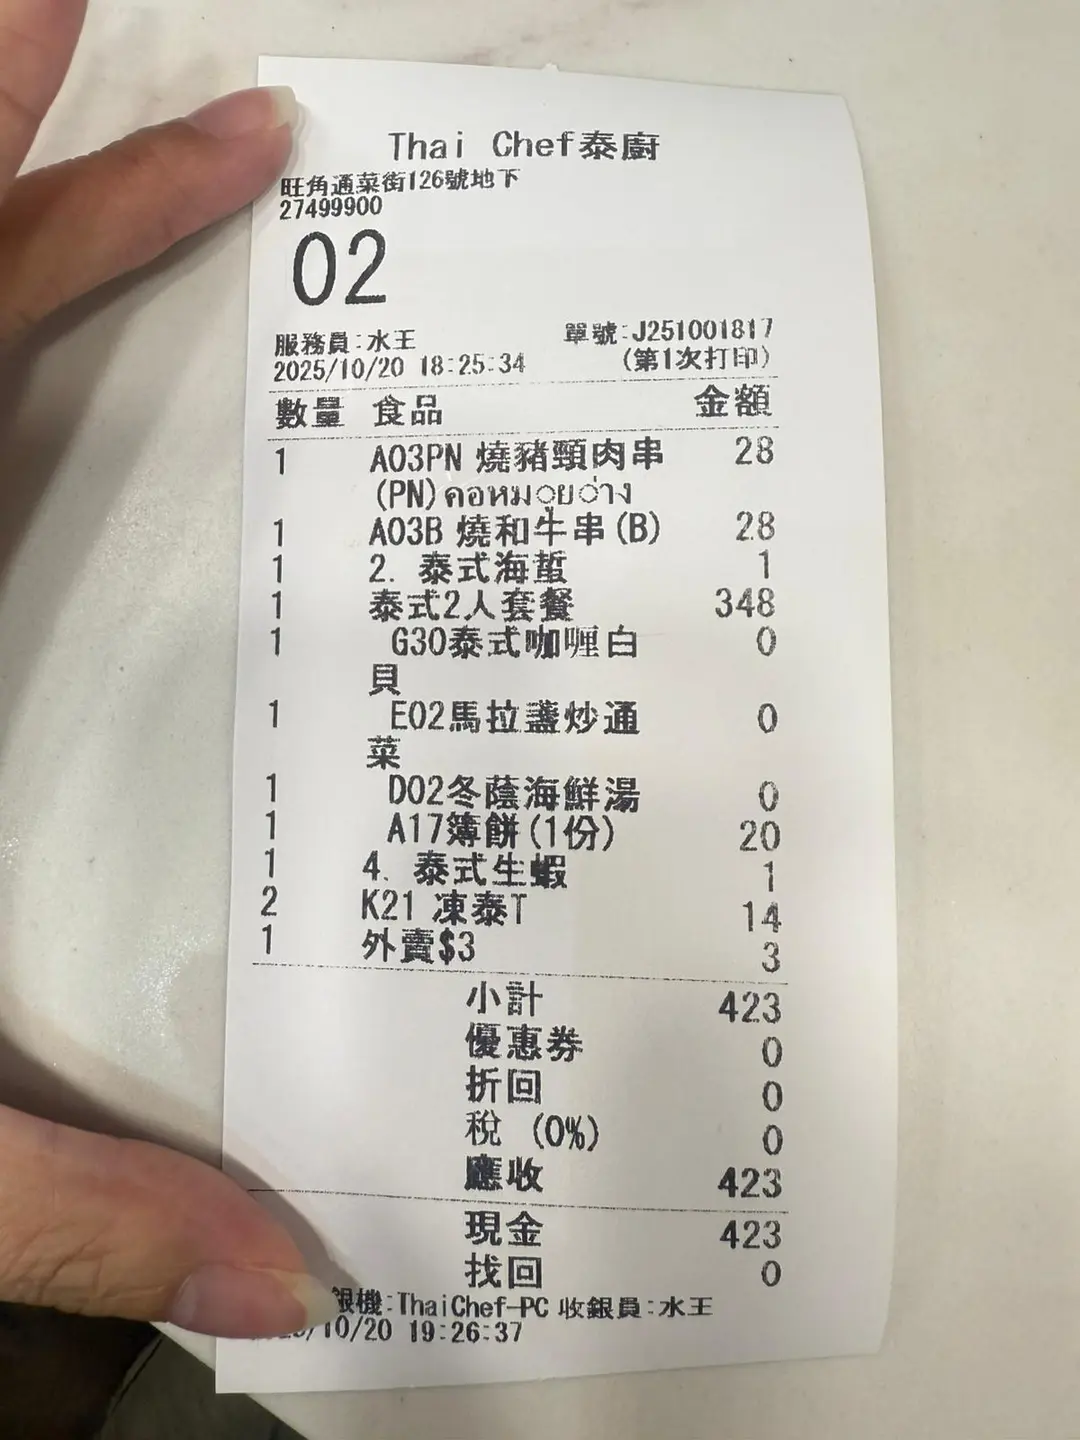 Thai Chef泰廚
旺角通菜街126號地下
27499900
02
服務員:水王 單號:J251001817
2025/10/20 18:25:34 (第1次打印)
數量 食品 金額
1 A03PN 燒豬頸肉串 28
(PN)คอหมูย่าง
1 A03B 燒和牛串(B) 28
1 2. 泰式海蜇 1
1 泰式2人套餐 348
1 G30泰式咖喱白 0
貝
1 E02馬拉盞炒通 0
菜
1 D02冬蔭海鮮湯 0
1 A17簿餅(1份) 20
1 4. 泰式生蝦 1
2 K21 凍泰T 14
1 外賣$3 3
小計 423
優惠券 0
折回 0
稅 (0%) 0
應收 423
現金 423
找回 0
銀機:ThaiChef-PC 收銀員:水王
/10/20 19:26:37